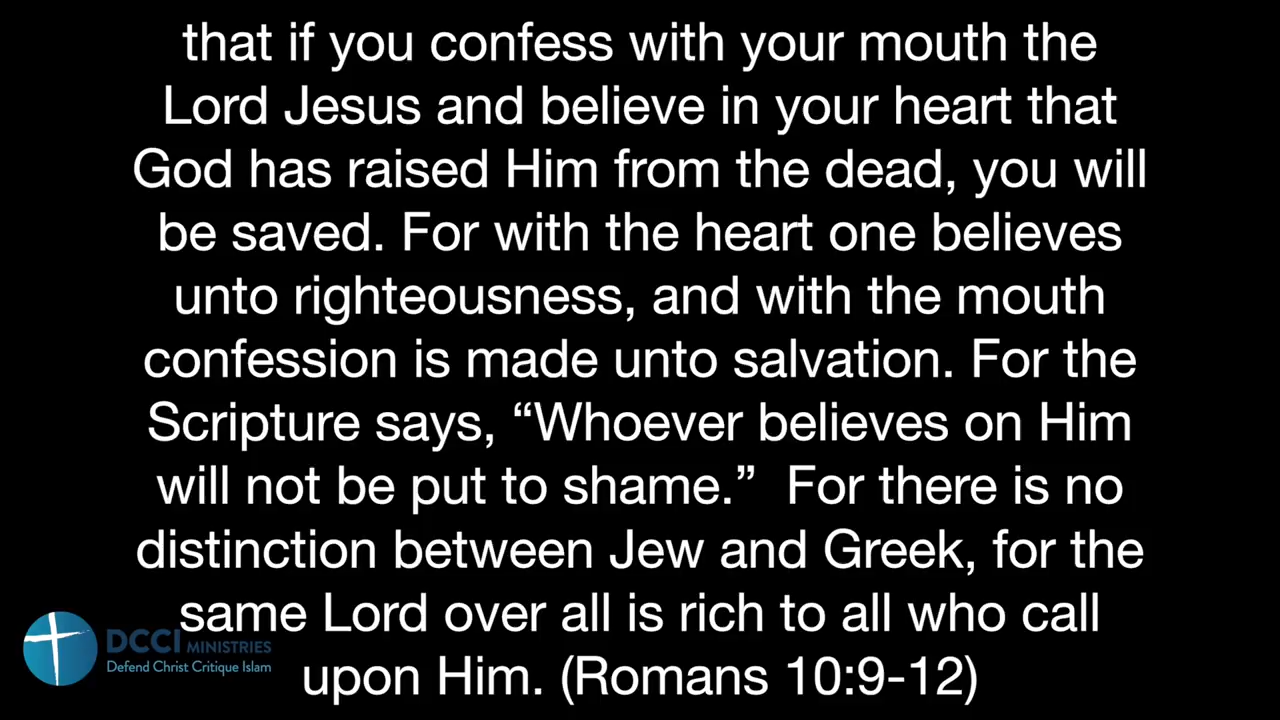 that if you confess with your mouth the
Lord Jesus and believe in your heart that
God has raised Him from the dead, you will
be saved. For with the heart one believes
unto righteousness, and with the mouth
confession is made unto salvation. For the
Scripture says, “Whoever believes on Him
will not be put to shame.”  For there is no
distinction between Jew and Greek, for the
same Lord over all is rich to all who call
upon Him. (Romans 10:9-12)
DCCI MINISTRIES
Defend Christ Critique Islam